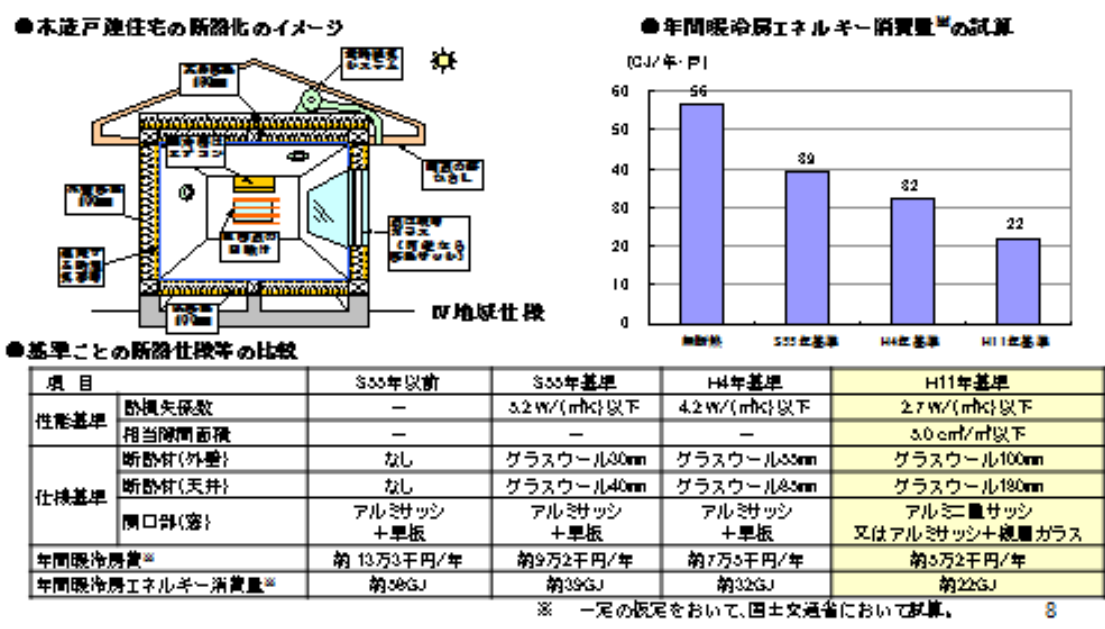 ●木造戸建住宅の断熱化のイメージ
エアコン
日除け
Ⅳ地域仕様
●年間暖冷房エネルギー消費量※の試算
(GJ/年・戸)
60
50
40
30
20
10
0
56
39
32
22
無断熱
S55年基準
H4年基準
H11年基準
●基準ごとの断熱仕様等の比較
項目 S55年以前 S55年基準 H4年基準 H11年基準
性能基準 熱損失係数 ― 5.2W/(㎡K)以下 4.2W/(㎡K)以下 2.7W/(㎡K)以下
相当隙間面積 ― ― ― 5.0c㎡/㎡以下
仕様基準 断熱材(外壁) なし グラスウール30mm グラスウール55mm グラスウール100mm
断熱材(天井) なし グラスウール40mm グラスウール85mm グラスウール180mm
開口部(窓) アルミサッシ+単板 アルミサッシ+単板 アルミサッシ+単板 アルミ二重サッシ又はアルミサッシ+複層ガラス
年間暖冷房費※ 約13万3千円/年 約9万2千円/年 約7万5千円/年 約5万2千円/年
年間暖冷房エネルギー消費量※ 約56GJ 約39GJ 約32GJ 約22GJ
※ 一定の仮定をおいて、国土交通省において試算。
8